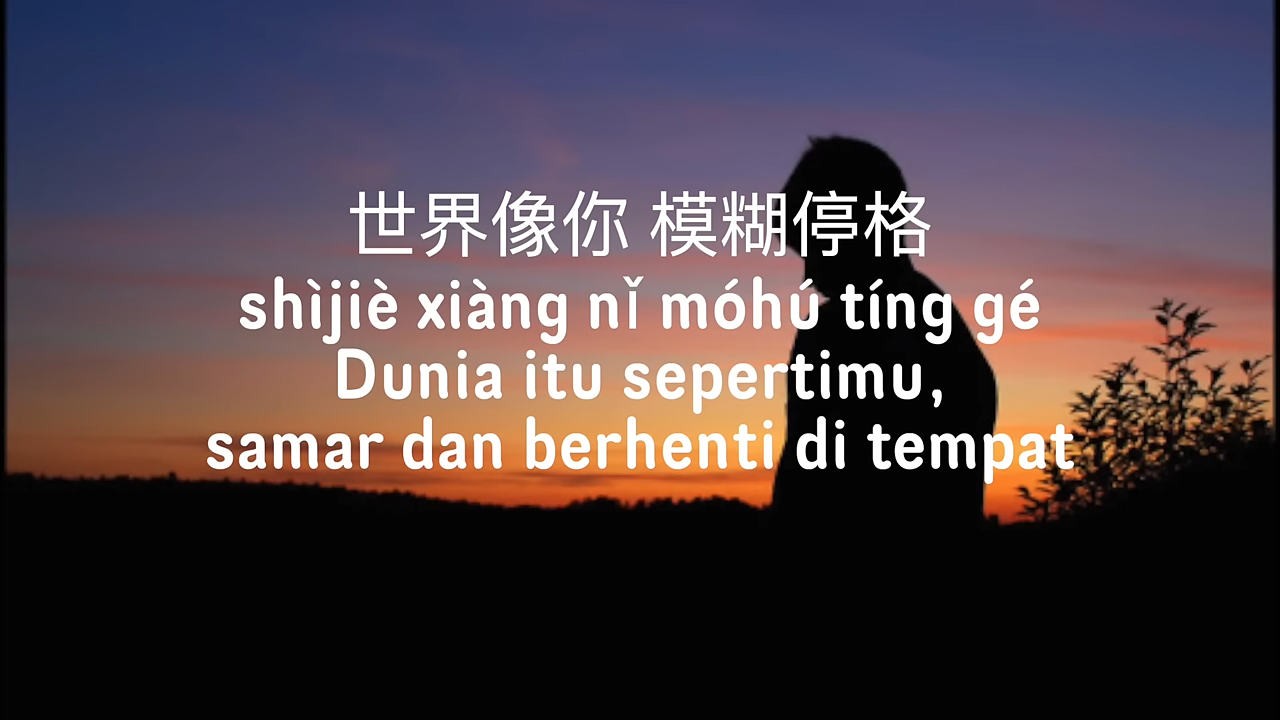 世界像你 模糊停格
shìjiè xiàng nǐ móhú tíng gé
Dunia itu sepertimu,
samar dan berhenti di tempat